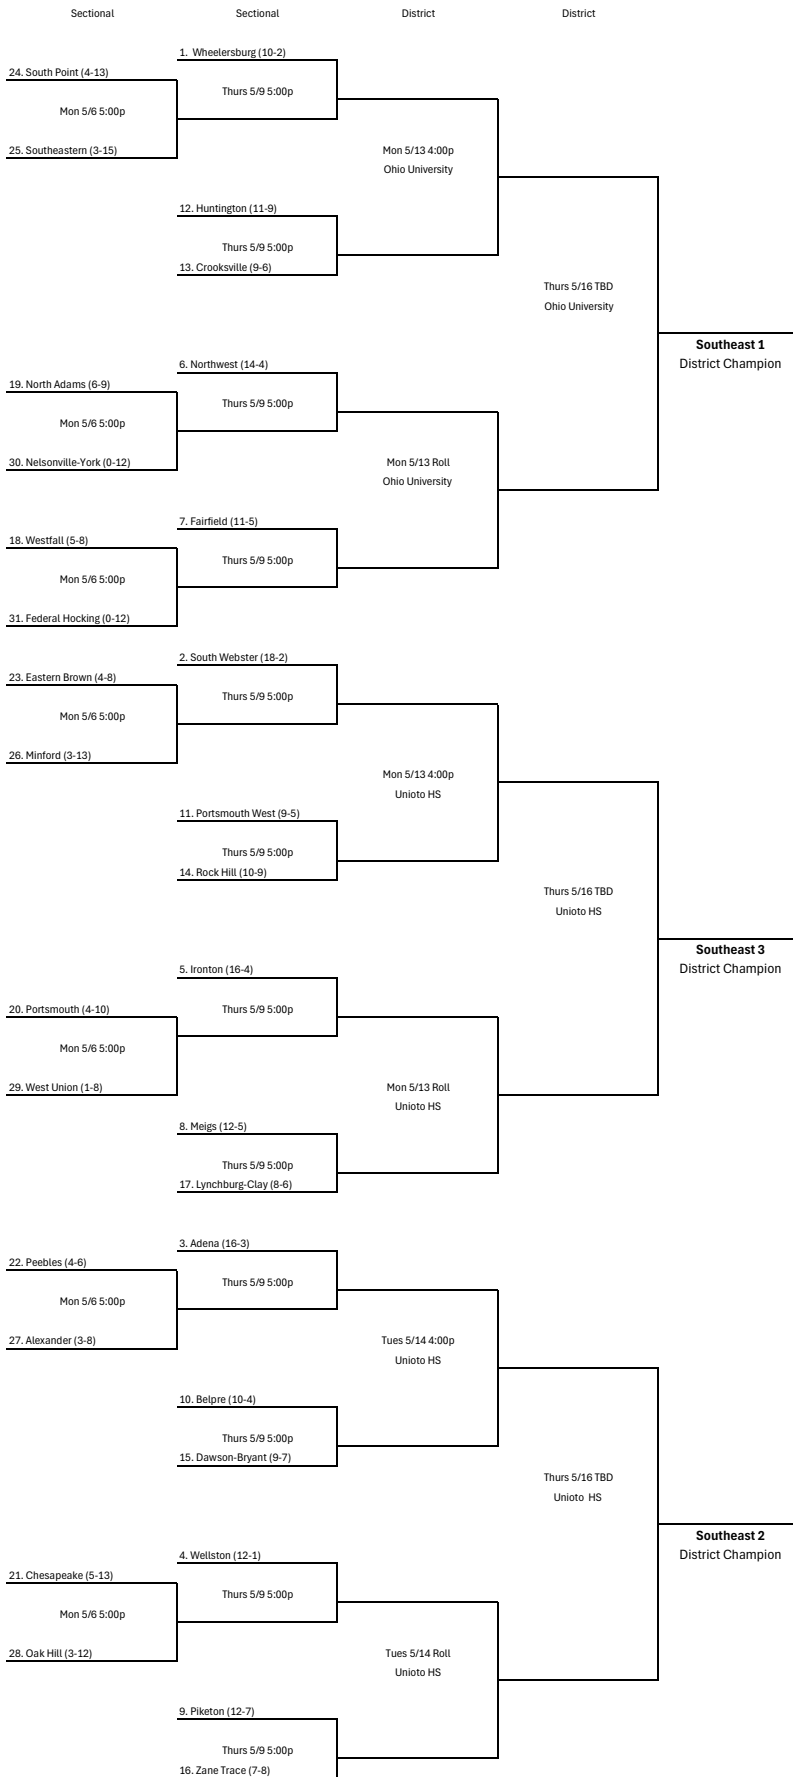 Sectional
Sectional
District
District
1.  Wheelersburg (10-2)
24. South Point (4-13)
Thurs 5/9 5:00p
Mon 5/6 5:00p
25. Southeastern (3-15)
Mon 5/13 4:00p
Ohio University
12. Huntington (11-9)
Thurs 5/9 5:00p
13. Crooksville (9-6)
Thurs 5/16 TBD
Ohio University
Southeast 1
District Champion
6. Northwest (14-4)
19. North Adams (6-9)
Thurs 5/9 5:00p
Mon 5/6 5:00p
30. Nelsonville-York (0-12)
Mon 5/13 Roll
Ohio University
7. Fairfield (11-5)
18. Westfall (5-8)
Thurs 5/9 5:00p
Mon 5/6 5:00p
31. Federal Hocking (0-12)
2. South Webster (18-2)
23. Eastern Brown (4-8)
Thurs 5/9 5:00p
Mon 5/6 5:00p
26. Minford (3-13)
Mon 5/13 4:00p
Unioto HS
11. Portsmouth West (9-5)
Thurs 5/9 5:00p
14. Rock Hill (10-9)
Thurs 5/16 TBD
Unioto HS
Southeast 3
District Champion
5. Ironton (16-4)
20. Portsmouth (4-10)
Thurs 5/9 5:00p
Mon 5/6 5:00p
29. West Union (1-8)
Mon 5/13 Roll
Unioto HS
8. Meigs (12-5)
Thurs 5/9 5:00p
17. Lynchburg-Clay (8-6)
3. Adena (16-3)
22. Peebles (4-6)
Thurs 5/9 5:00p
Mon 5/6 5:00p
27. Alexander (3-8)
Tues 5/14 4:00p
Unioto HS
10. Belpre (10-4)
Thurs 5/9 5:00p
15. Dawson-Bryant (9-7)
Thurs 5/16 TBD
Unioto  HS
Southeast 2
District Champion
4. Wellston (12-1)
21. Chesapeake (5-13)
Thurs 5/9 5:00p
Mon 5/6 5:00p
28. Oak Hill (3-12)
Tues 5/14 Roll
Unioto HS
9. Piketon (12-7)
Thurs 5/9 5:00p
16. Zane Trace (7-8)